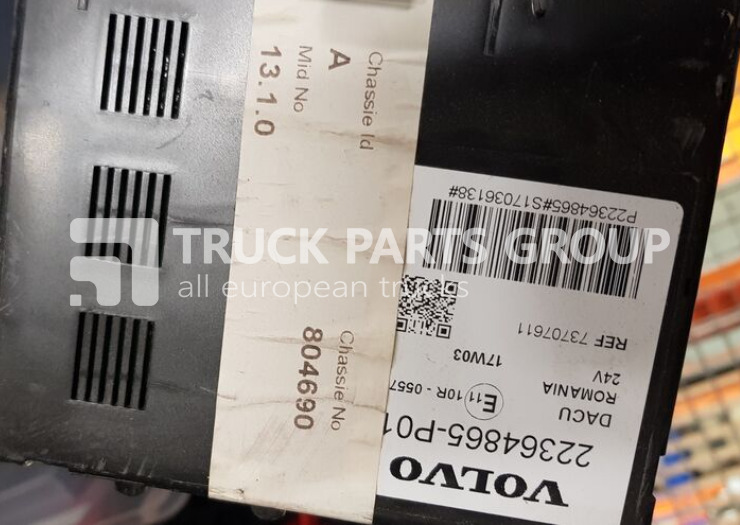 Chassie Id
A
Mid No
13.1.0
Chassie No
804690
VOLVO
22364865-P01
DACU
ROMANIA
24V
E11 10R - 0557
17W03
REF 73707611
P22364865#S17036138#
TRUCK PARTS GROUP
all european trucks